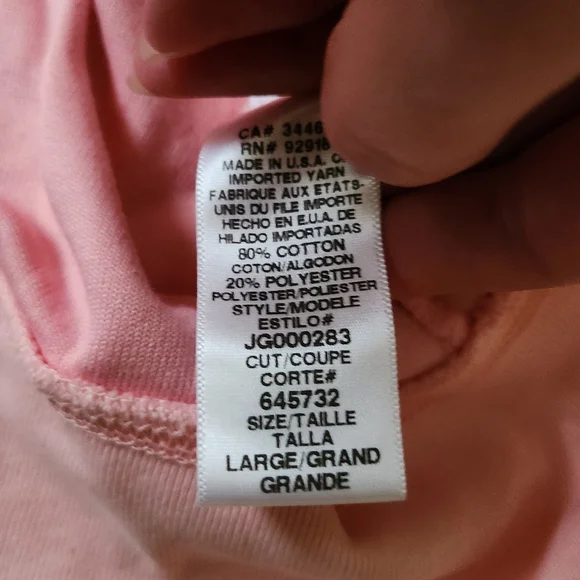 CA# 3446
RN# 92918
MADE IN U.S.A. O
IMPORTED YARN
FABRIQUE AUX ETATS-
UNIS DU FILE IMPORTE
HECHO EN E.U.A. DE
HILADO IMPORTADAS
80% COTTON
COTON/ALGODON
20% POLYESTER
POLYESTER/POLIESTER
STYLE/MODELE
ESTILO#
JG000283
CUT/COUPE
CORTE#
645732
SIZE/TAILLE
TALLA
LARGE/GRAND
GRANDE